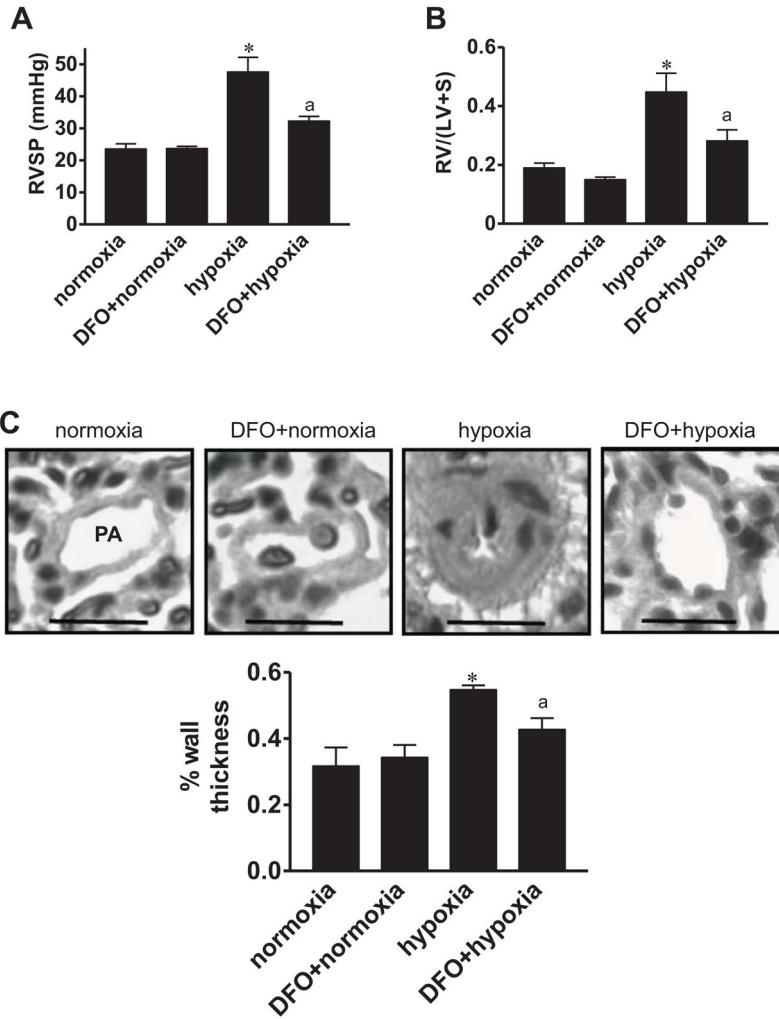 A
RVSP (mmHg)
50
40
30
20
10
0
*
a
normoxia
DFO+normoxia
hypoxia
DFO+hypoxia
B
RV/(LV+S)
0.6
0.4
0.2
0
*
a
normoxia
DFO+normoxia
hypoxia
DFO+hypoxia
C
normoxia
DFO+normoxia
hypoxia
DFO+hypoxia
PA
% wall
thickness
0.6
0.4
0.2
0.0
*
a
normoxia
DFO+normoxia
hypoxia
DFO+hypoxia